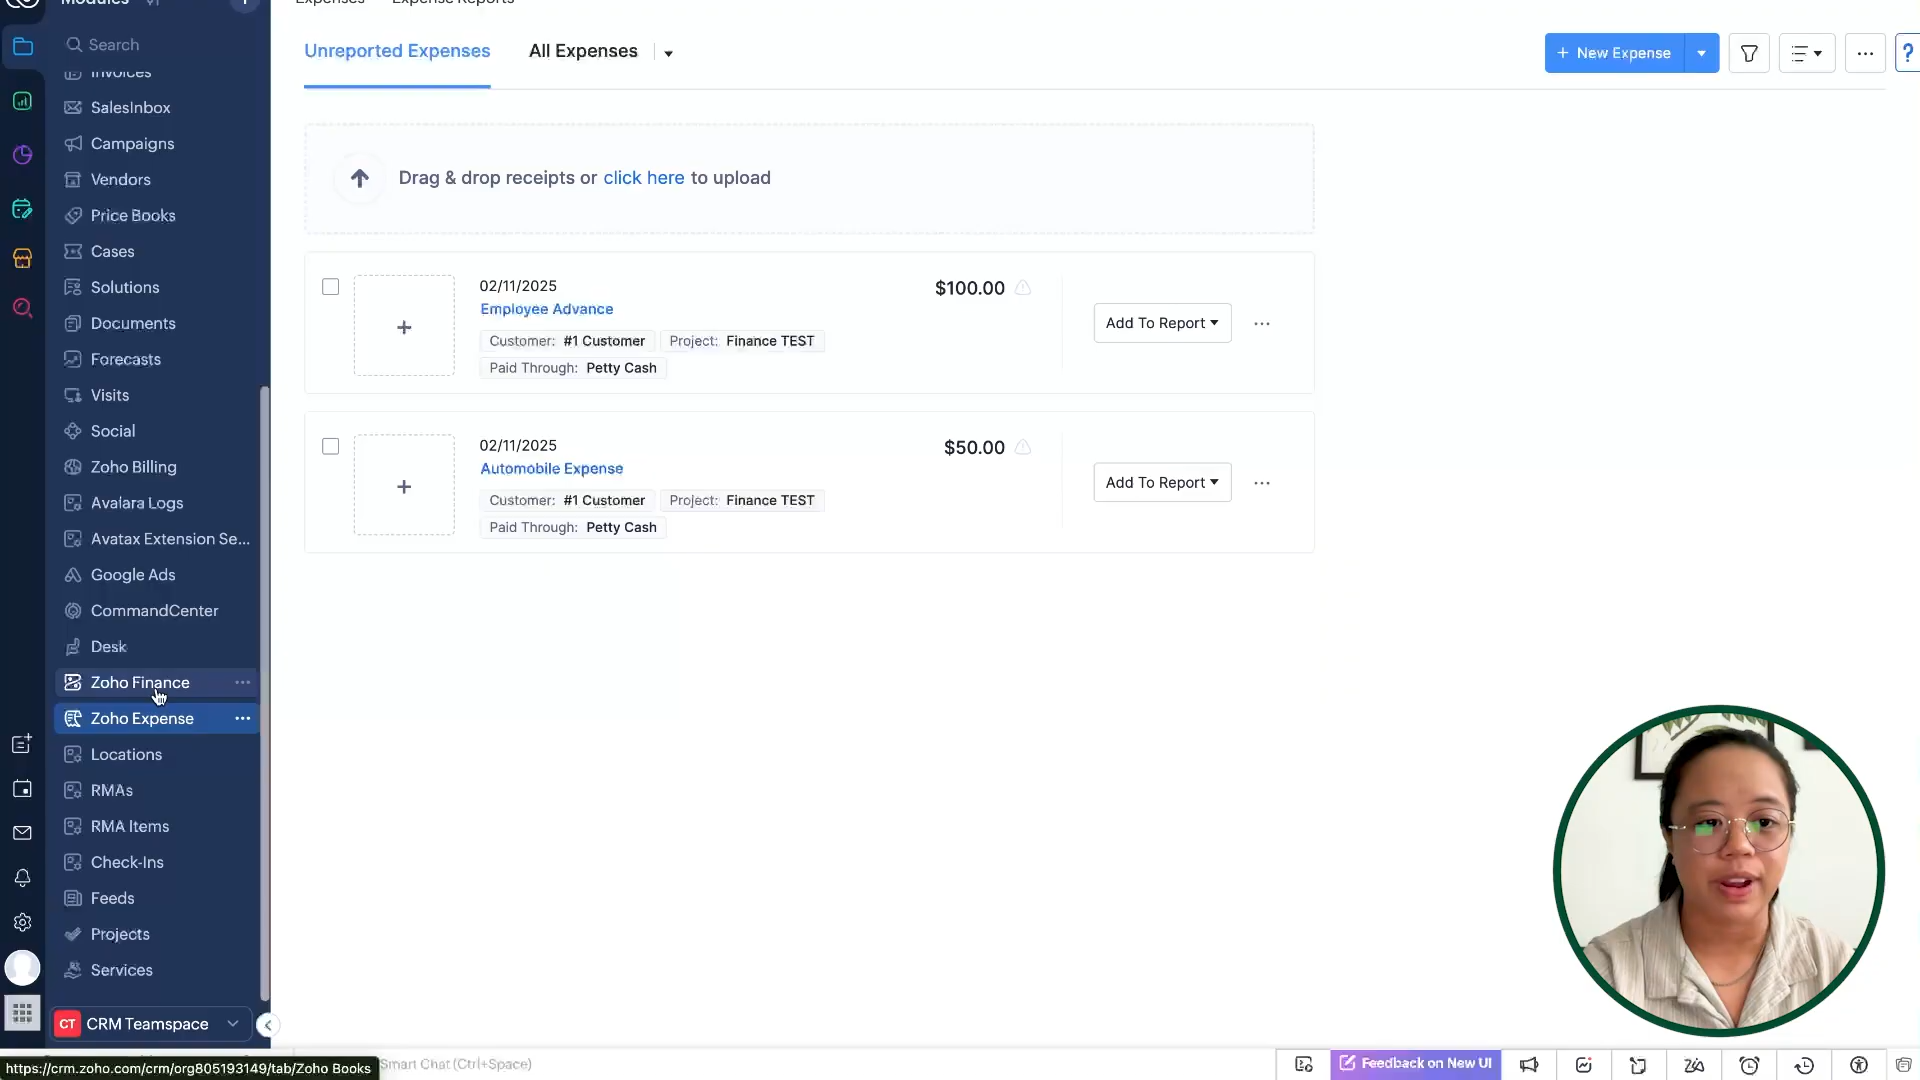 Modules
Expenses
Expense Reports
Search
Unreported Expenses
All Expenses
+ New Expense
?
Invoices
SalesInbox
Campaigns
Vendors
Price Books
Cases
Solutions
Documents
Forecasts
Visits
Social
Zoho Billing
Avalara Logs
Avatax Extension Se...
Google Ads
CommandCenter
Desk
Zoho Finance
Zoho Expense
Locations
RMAs
RMA Items
Check-Ins
Feeds
Projects
Services
CT CRM Teamspace
Drag & drop receipts or click here to upload
02/11/2025
Employee Advance
Customer: #1 Customer Project: Finance TEST
Paid Through: Petty Cash
$100.00
Add To Report
02/11/2025
Automobile Expense
Customer: #1 Customer Project: Finance TEST
Paid Through: Petty Cash
$50.00
Add To Report
https://crm.zoho.com/crm/org805193149/tab/Zoho Books
Smart Chat (Ctrl+Space)
Feedback on New UI